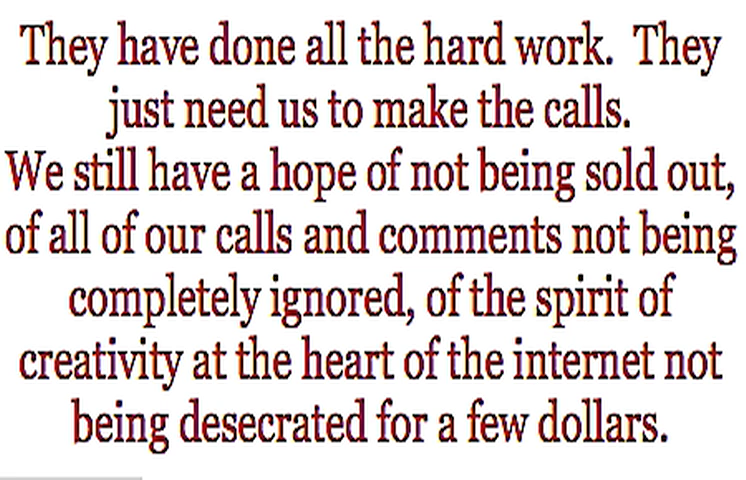 They have done all the hard work.  They
just need us to make the calls.
We still have a hope of not being sold out,
of all of our calls and comments not being
completely ignored, of the spirit of
creativity at the heart of the internet not
being desecrated for a few dollars.